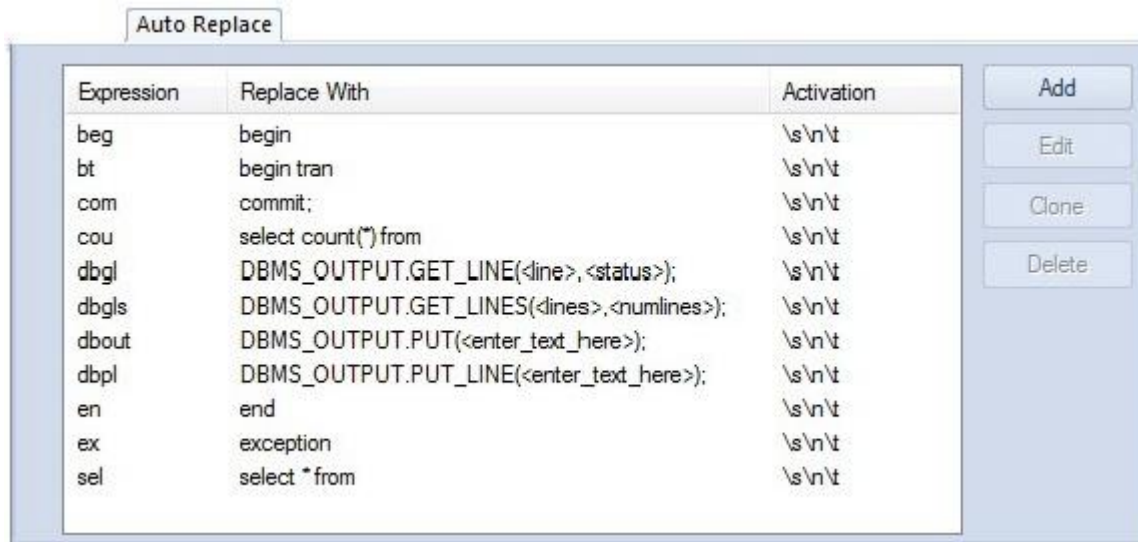 Auto Replace
Expression Replace With Activation
beg begin \s\n\t
bt begin tran \s\n\t
com commit; \s\n\t
cou select count(*) from \s\n\t
dbgl DBMS_OUTPUT.GET_LINE(<line>,<status>); \s\n\t
dbgls DBMS_OUTPUT.GET_LINES(<lines>,<numlines>); \s\n\t
dbout DBMS_OUTPUT.PUT(<enter_text_here>); \s\n\t
dbpl DBMS_OUTPUT.PUT_LINE(<enter_text_here>); \s\n\t
en end \s\n\t
ex exception \s\n\t
sel select * from \s\n\t
Add
Edit
Clone
Delete